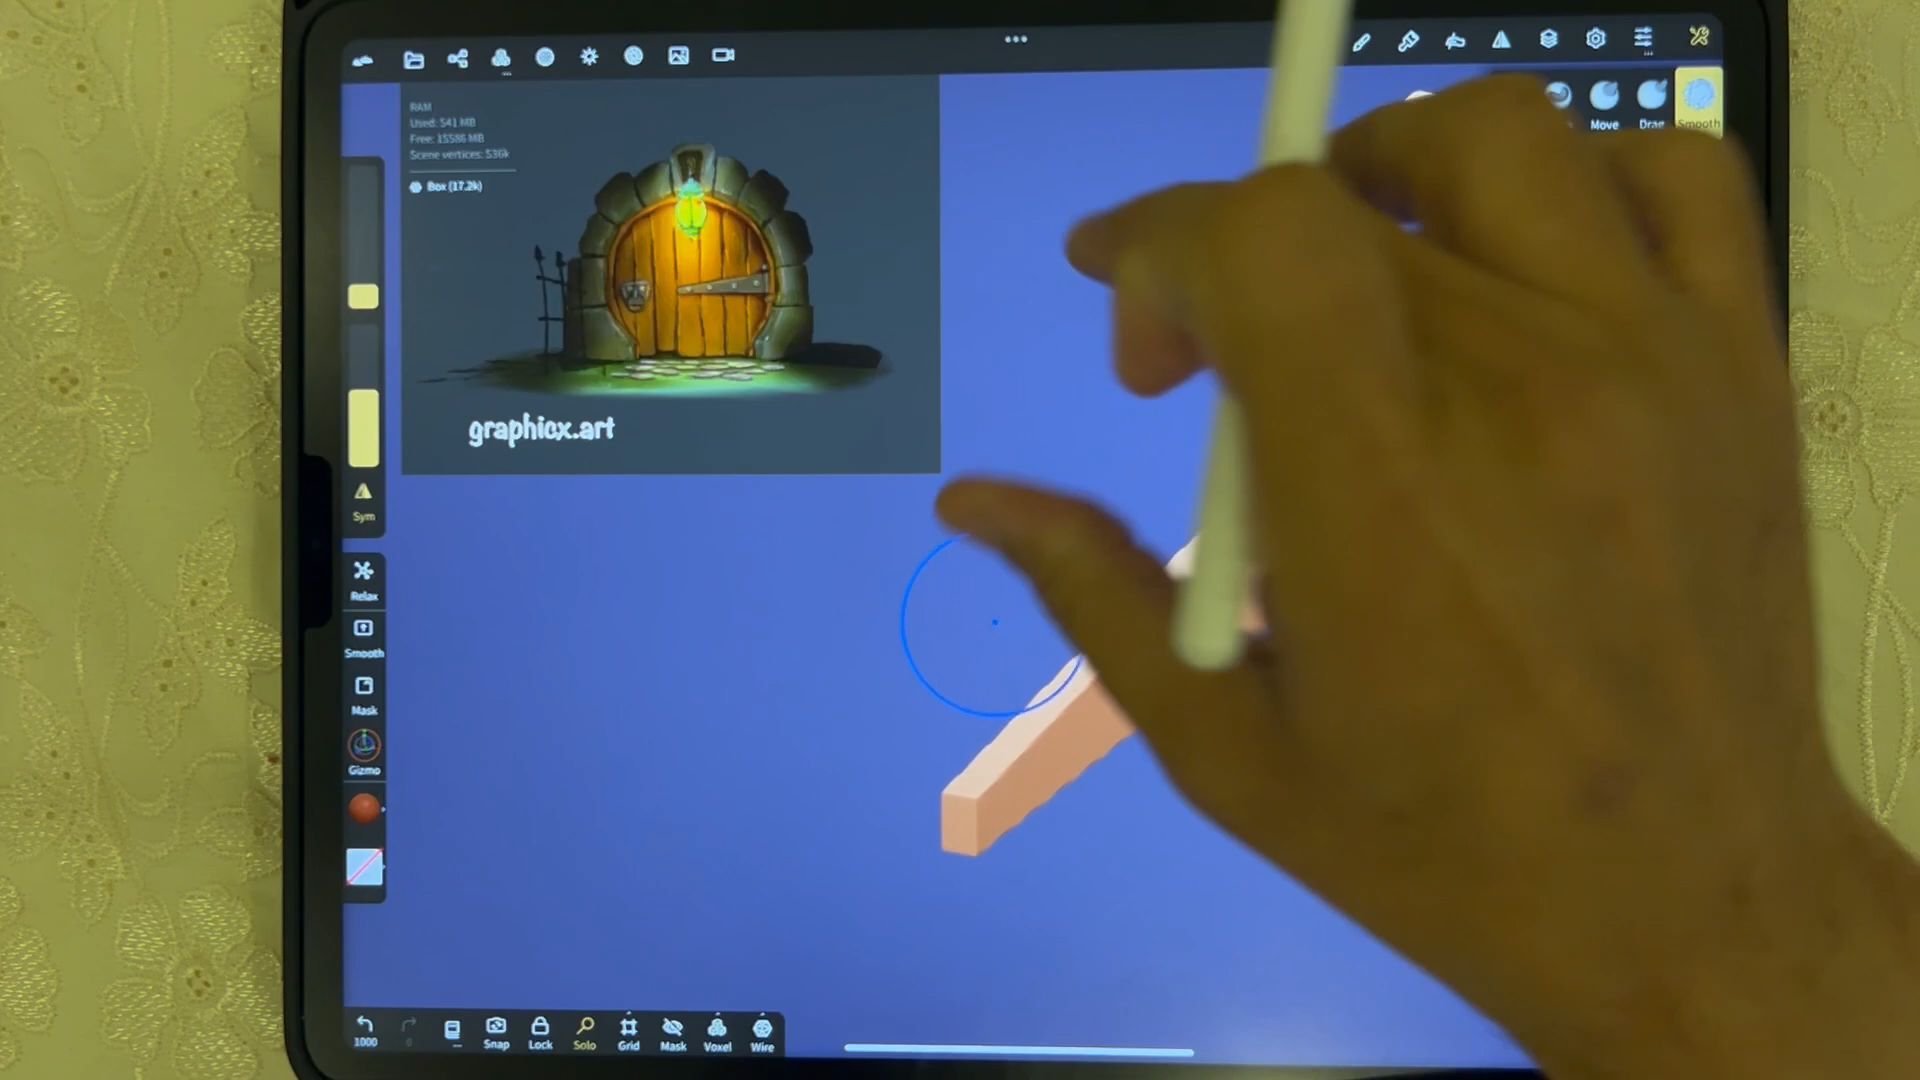 RAM
Used: 541 MB
Free: 15586 MB
Scene vertices: 536k
Box (17.2k)
graphicx.art
Move
Drag
Smooth
Sym
Relax
Smooth
Mask
Gizmo
1000
0
Snap
Lock
Solo
Grid
Mask
Voxel
Wire